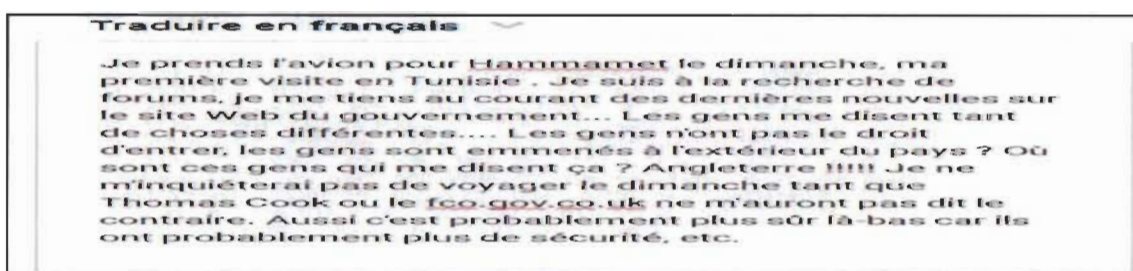 Traduire en français
Je prends l'avion pour Hammamet le dimanche, ma
première visite en Tunisie . Je suis à la recherche de
forums, je me tiens au courant des dernières nouvelles sur
le site Web du gouvernement... Les gens me disent tant
de choses différentes.... Les gens n'ont pas le droit
d'entrer, les gens sont emmenés à l'extérieur du pays ? Où
sont ces gens qui me disent ça ? Angleterre !!!!! Je ne
m'inquiéterai pas de voyager le dimanche tant que
Thomas Cook ou le fco.gov.co.uk ne m'auront pas dit le
contraire. Aussi c'est probablement plus sûr là-bas car ils
ont probablement plus de sécurité, etc.